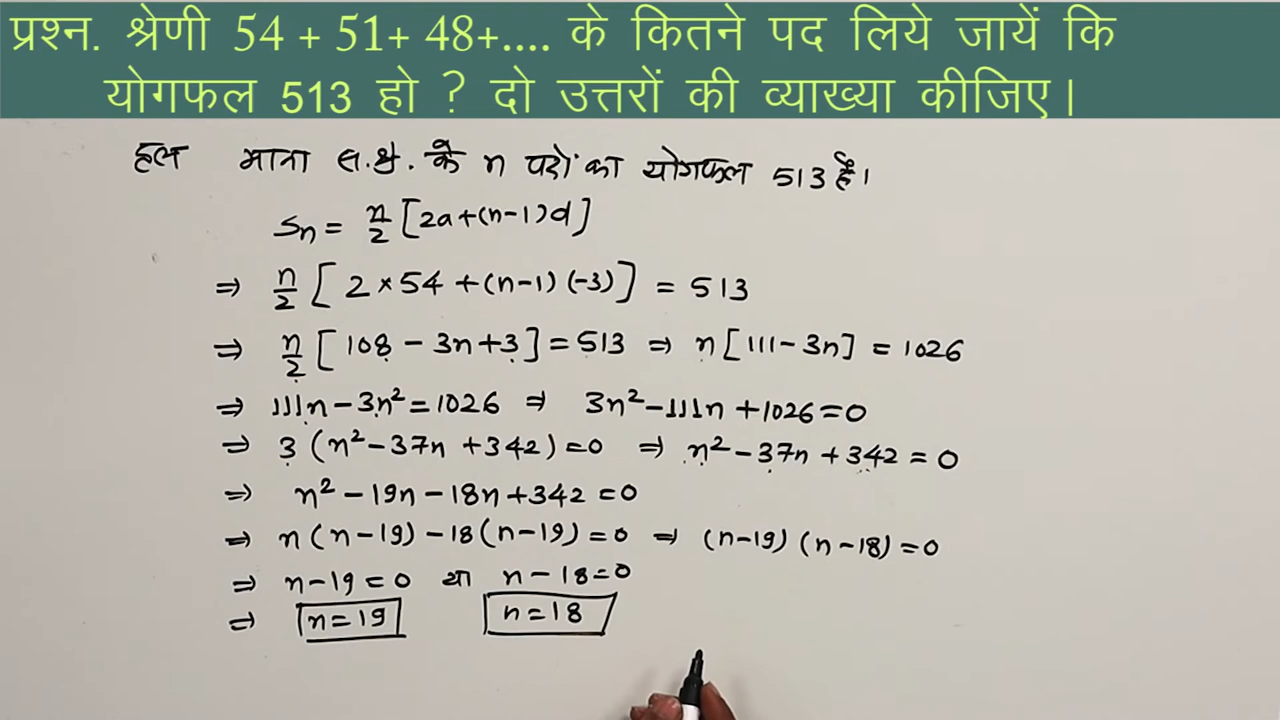 प्रश्न. श्रेणी 54 + 51+ 48+.... के कितने पद लिये जायें कि
योगफल 513 हो ? दो उत्तरों की व्याख्या कीजिए।
हल माना स.श्रे. के n पदों का योगफल 513 है।
Sn = n/2 [2a+(n-1)d]
⇒ n/2 [2×54 +(n-1)(-3)] = 513
⇒ n/2 [108 - 3n+3] = 513 ⇒ n[111-3n] = 1026
⇒ 111n-3n²=1026 ⇒ 3n²-111n+1026=0
⇒ 3(n²-37n+342)=0 ⇒ n²-37n+342=0
⇒ n²-19n-18n+342=0
⇒ n(n-19)-18(n-19)=0 ⇒ (n-19)(n-18)=0
⇒ n-19=0 या n-18=0
⇒ n=19 n=18